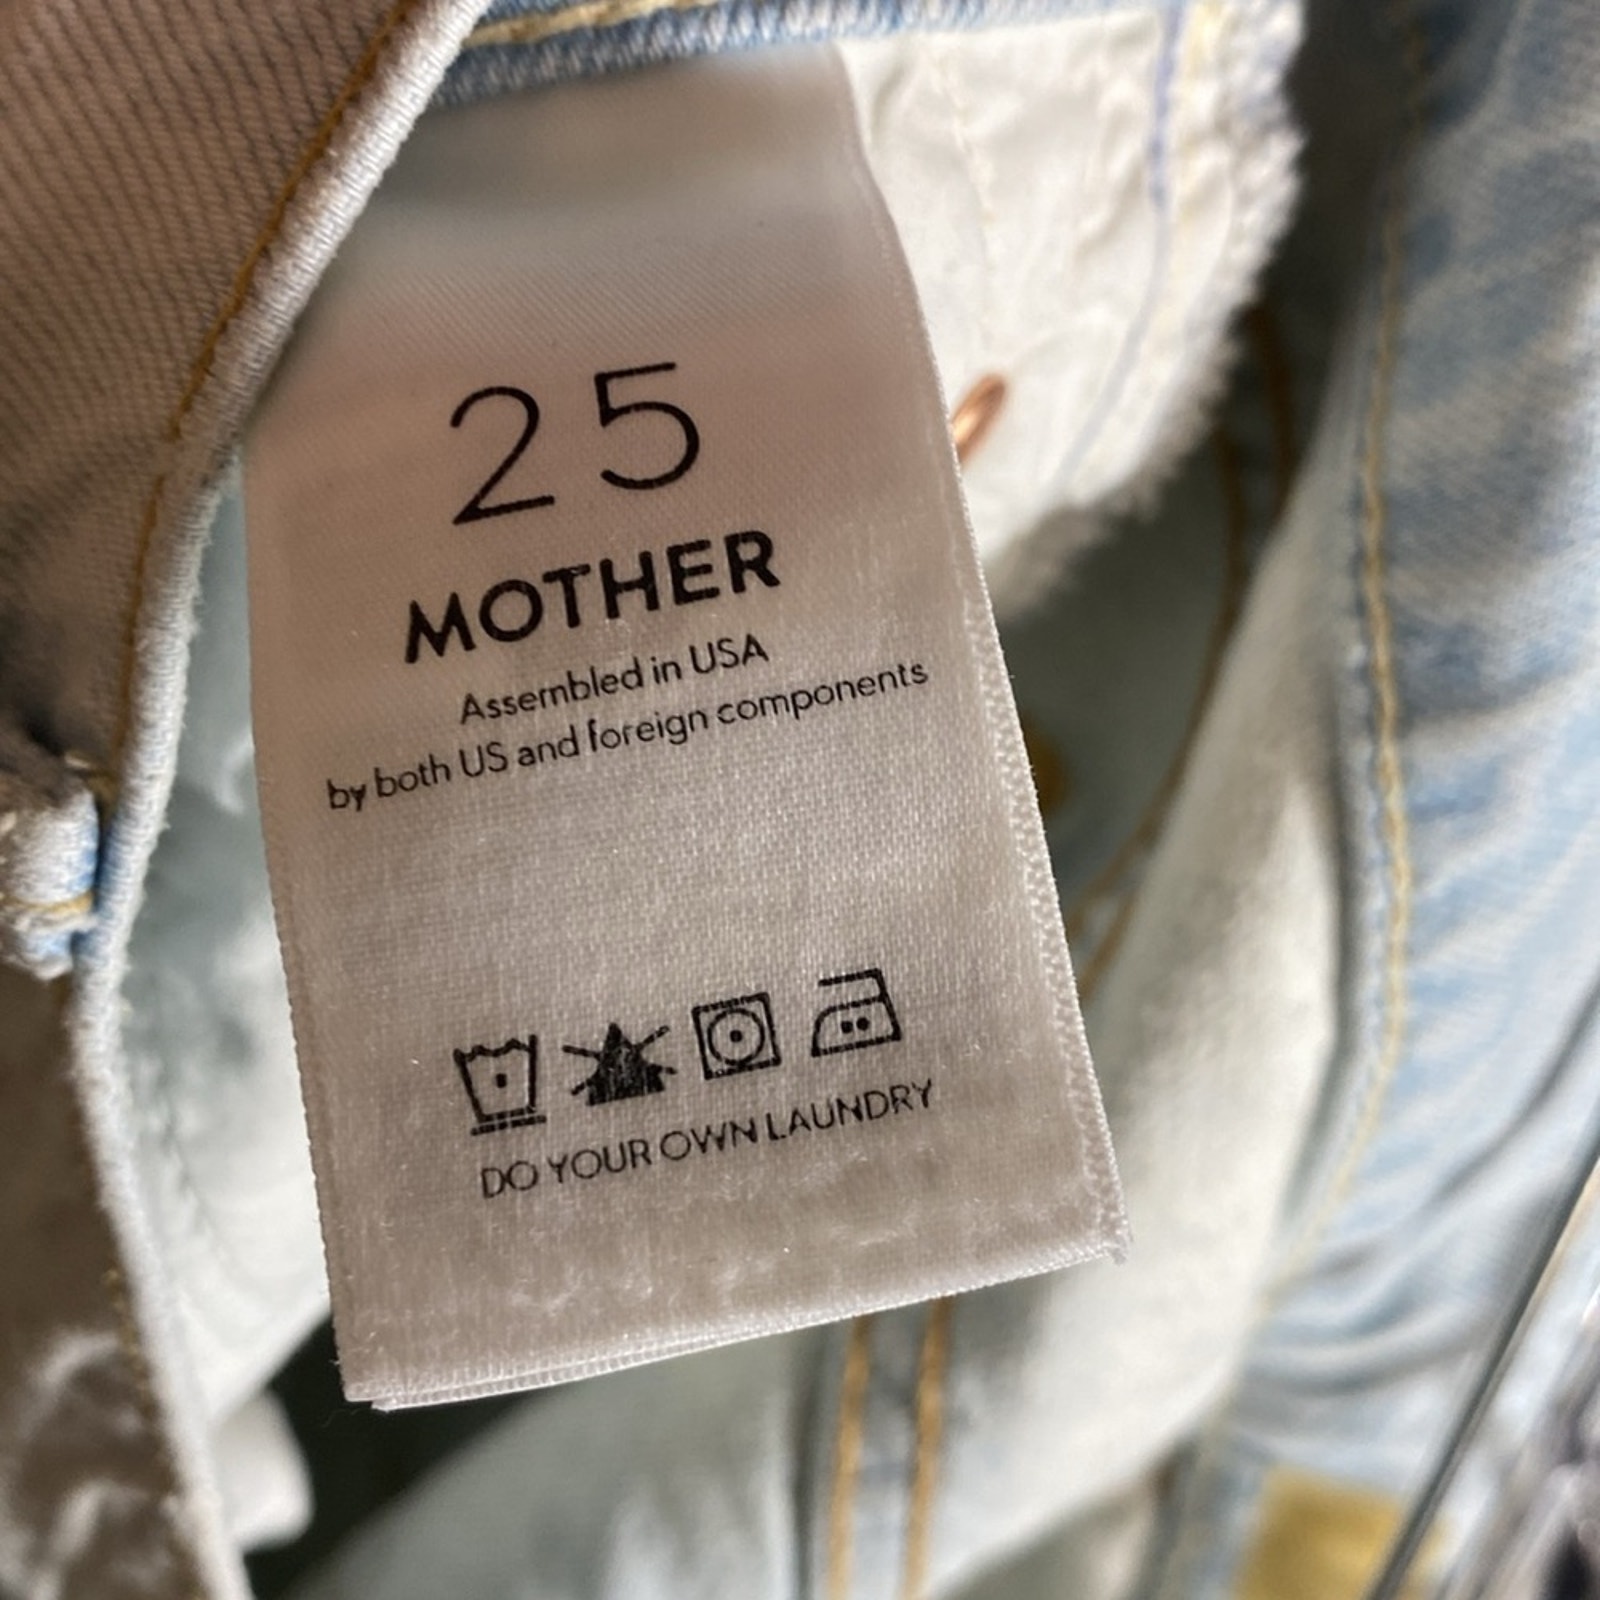 25
MOTHER
Assembled in USA
by both US and foreign components
DO YOUR OWN LAUNDRY